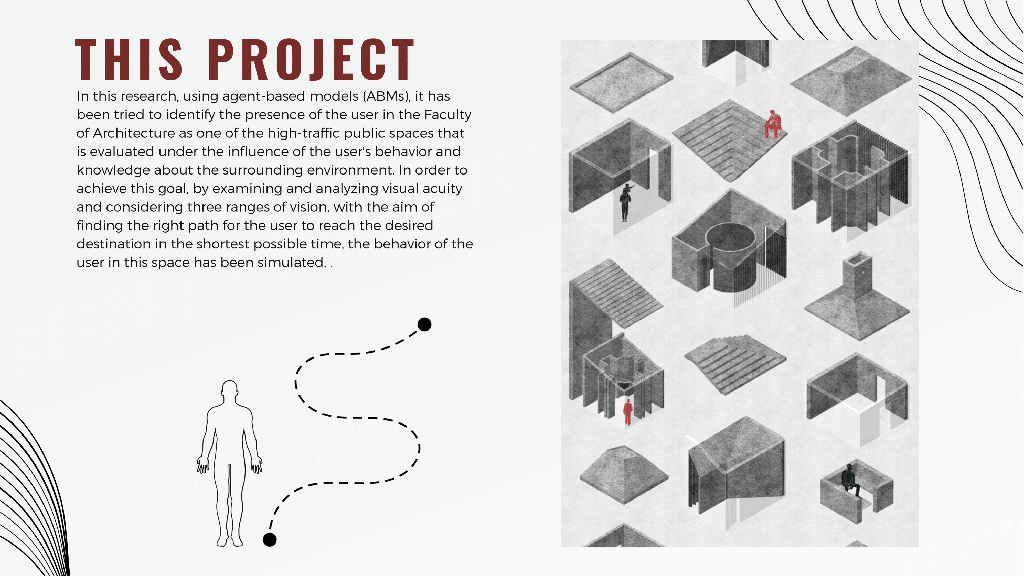 THIS PROJECT
In this research, using agent-based models (ABMs), it has
been tried to identify the presence of the user in the Faculty
of Architecture as one of the high-traffic public spaces that
is evaluated under the influence of the user's behavior and
knowledge about the surrounding environment. In order to
achieve this goal, by examining and analyzing visual acuity
and considering three ranges of vision, with the aim of
finding the right path for the user to reach the desired
destination in the shortest possible time, the behavior of the
user in this space has been simulated. .